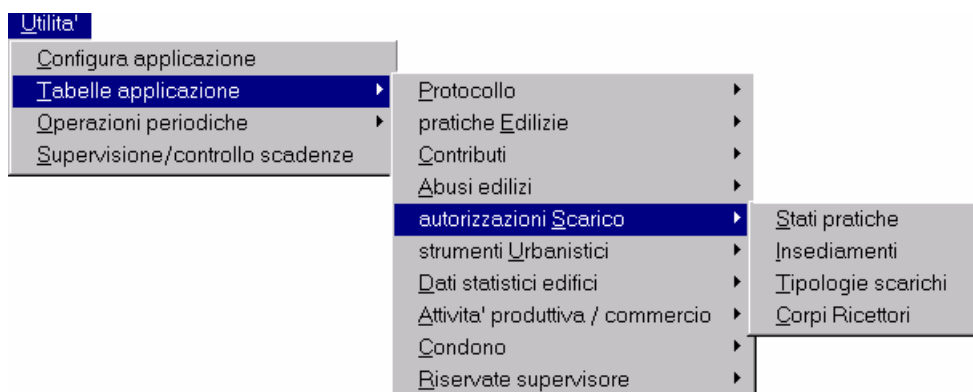 Utilita'
Configura applicazione
Tabelle applicazione
Operazioni periodiche
Supervisione/controllo scadenze
Protocollo
pratiche Edilizie
Contributi
Abusi edilizi
autorizzazioni Scarico
strumenti Urbanistici
Dati statistici edifici
Attivita' produttiva / commercio
Condono
Riservate supervisore
Stati pratiche
Insediamenti
Tipologie scarichi
Corpi Ricettori